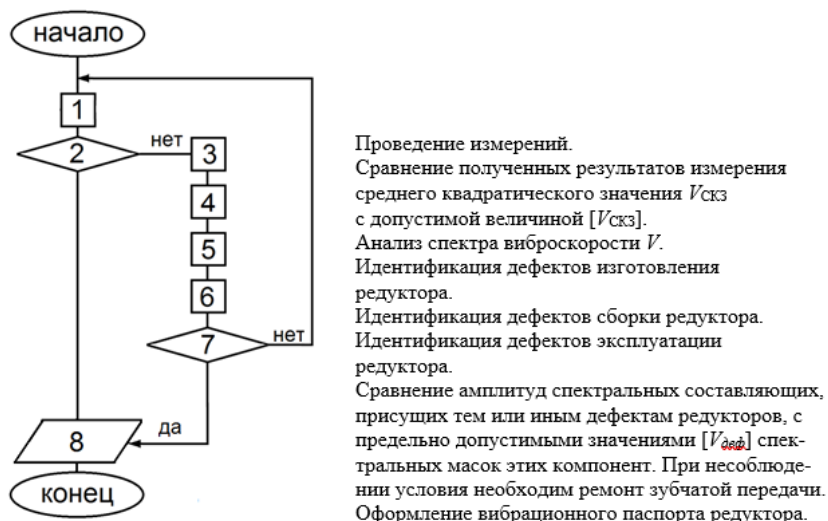 начало
1
2
нет
3
4
5
6
7
нет
да
8
конец
Проведение измерений.
Сравнение полученных результатов измерения
среднего квадратического значения VСКЗ
с допустимой величиной [VСКЗ].
Анализ спектра виброскорости V.
Идентификация дефектов изготовления
редуктора.
Идентификация дефектов сборки редуктора.
Идентификация дефектов эксплуатации
редуктора.
Сравнение амплитуд спектральных составляющих,
присущих тем или иным дефектам редукторов, с
предельно допустимыми значениями [Vдеф] спек-
тральных масок этих компонент. При несоблюде-
нии условия необходим ремонт зубчатой передачи.
Оформление вибрационного паспорта редуктора.